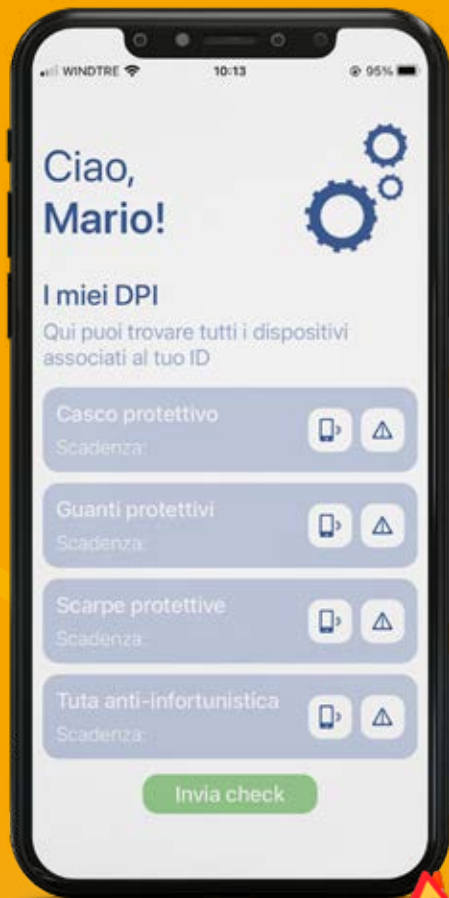 WINDTRE
10:13
95%
Ciao,
Mario!
I miei DPI
Qui puoi trovare tutti i dispositivi
associati al tuo ID
Casco protettivo
Scadenza:
Guanti protettivi
Scadenza:
Scarpe protettive
Scadenza:
Tuta anti-infortunistica
Scadenza:
Invia check